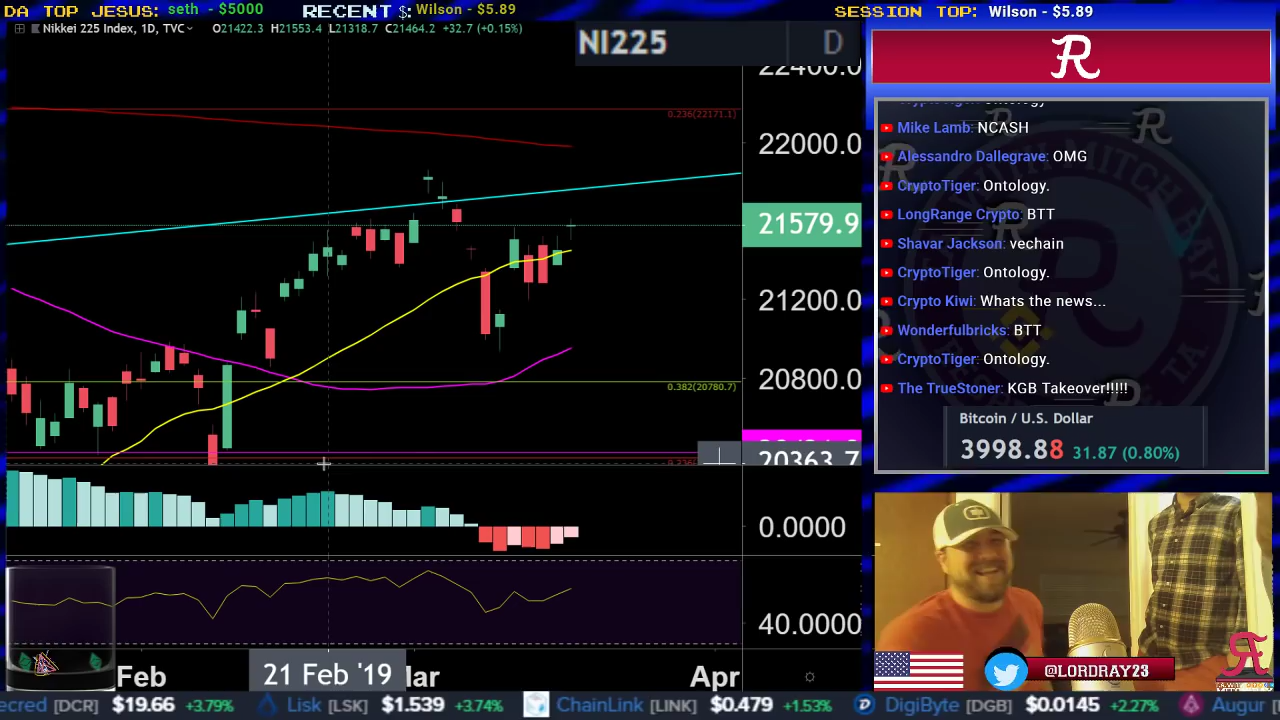 DA TOP JESUS: seth - $5000
RECENT $: Wilson - $5.89
SESSION TOP: Wilson - $5.89
Nikkei 225 Index, 1D, TVC O21422.3 H21553.4 L21318.7 C21464.2 +32.7 (+0.15%)
NI225 D
R
22400.0
0.236(22171.1)
22000.0
21579.9
21200.0
20800.0
0.382(20780.7)
20363.7
0.0000
40.0000
Feb
21 Feb '19
Mar
Apr
CryptoTiger: Ontology.
Mike Lamb: NCASH
Alessandro Dallegrave: OMG
CryptoTiger: Ontology.
LongRange Crypto: BTT
Shavar Jackson: vechain
CryptoTiger: Ontology.
Crypto Kiwi: Whats the news...
Wonderfulbricks: BTT
CryptoTiger: Ontology.
The TrueStoner: KGB Takeover!!!!!
Bitcoin / U.S. Dollar
3998.88 31.87 (0.80%)
@LORDRAY23
ecred [DCR] $19.66 +3.79% Lisk [LSK] $1.539 +3.74% ChainLink [LINK] $0.479 +1.53% DigiByte [DGB] $0.0145 +2.27% Augur